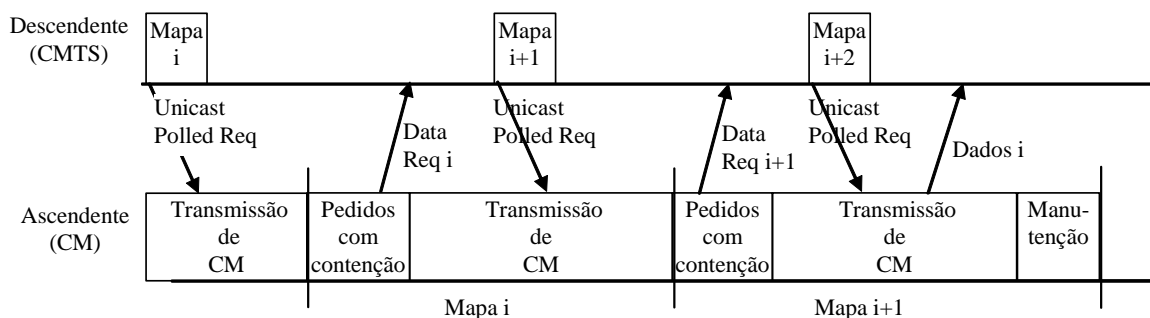 Descendente
(CMTS)
Mapa
i
Mapa
i+1
Mapa
i+2
Unicast
Polled Req
Data
Req i
Unicast
Polled Req
Data
Req i+1
Unicast
Polled Req
Dados i
Ascendente
(CM)
Transmissão
de
CM
Pedidos
com
contenção
Transmissão
de
CM
Pedidos
com
contenção
Transmissão
de
CM
Manu-
tenção
Mapa i
Mapa i+1